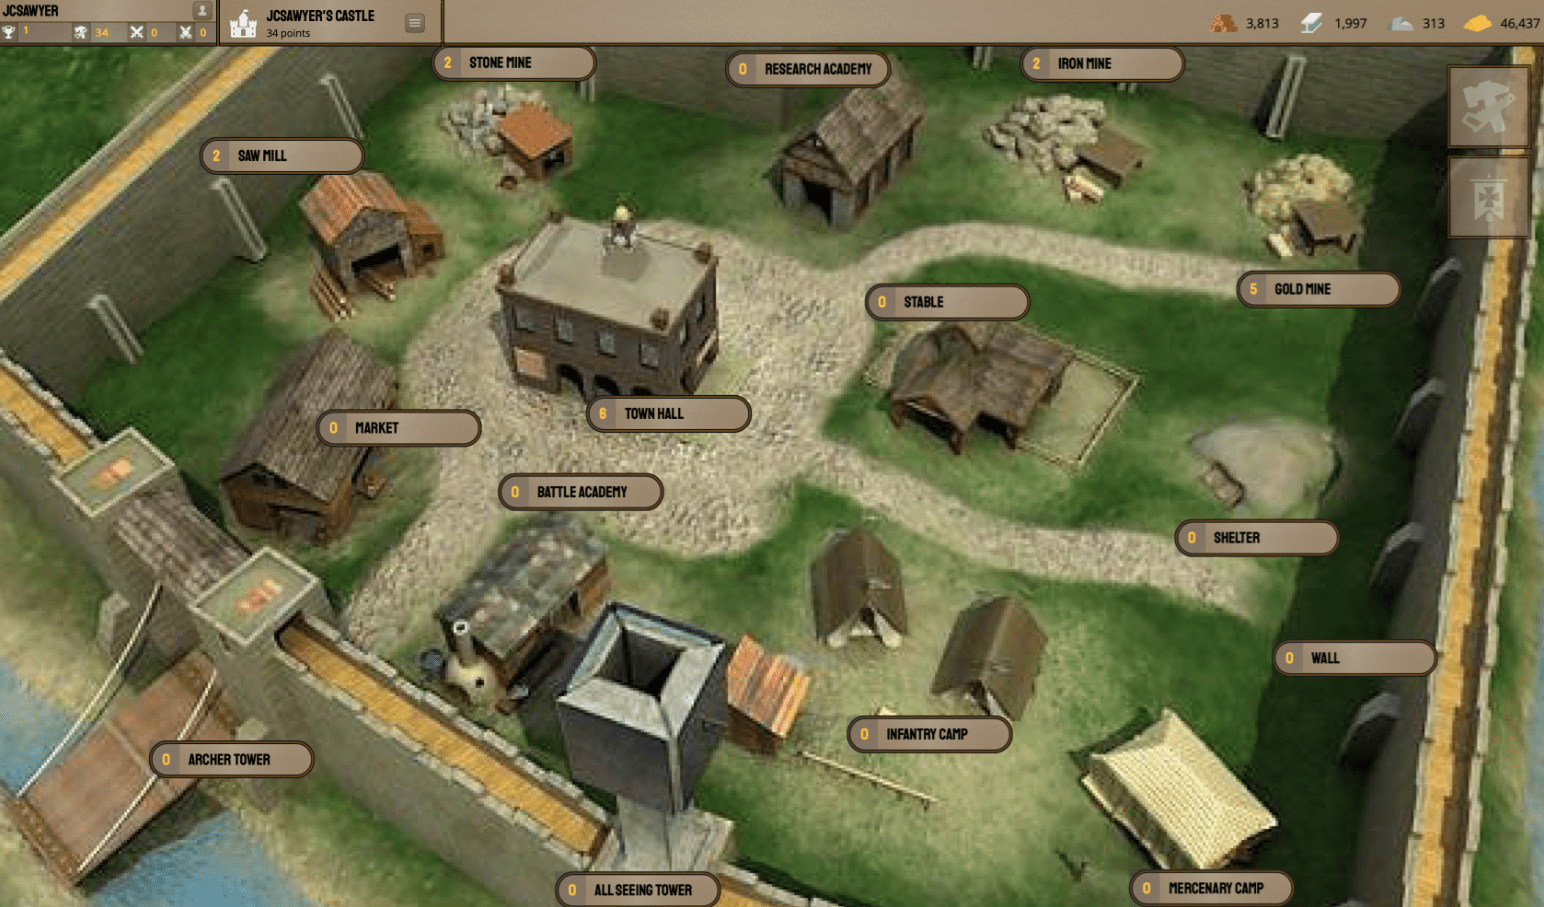 JCSAWYER
1
34
0
0
JCSAWYER'S CASTLE
34 points
3,813
1,997
313
46,437
2 STONE MINE
0 RESEARCH ACADEMY
2 IRON MINE
2 SAW MILL
5 GOLD MINE
0 STABLE
6 TOWN HALL
0 MARKET
0 BATTLE ACADEMY
0 SHELTER
0 WALL
0 INFANTRY CAMP
0 ARCHER TOWER
0 ALL SEEING TOWER
0 MERCENARY CAMP